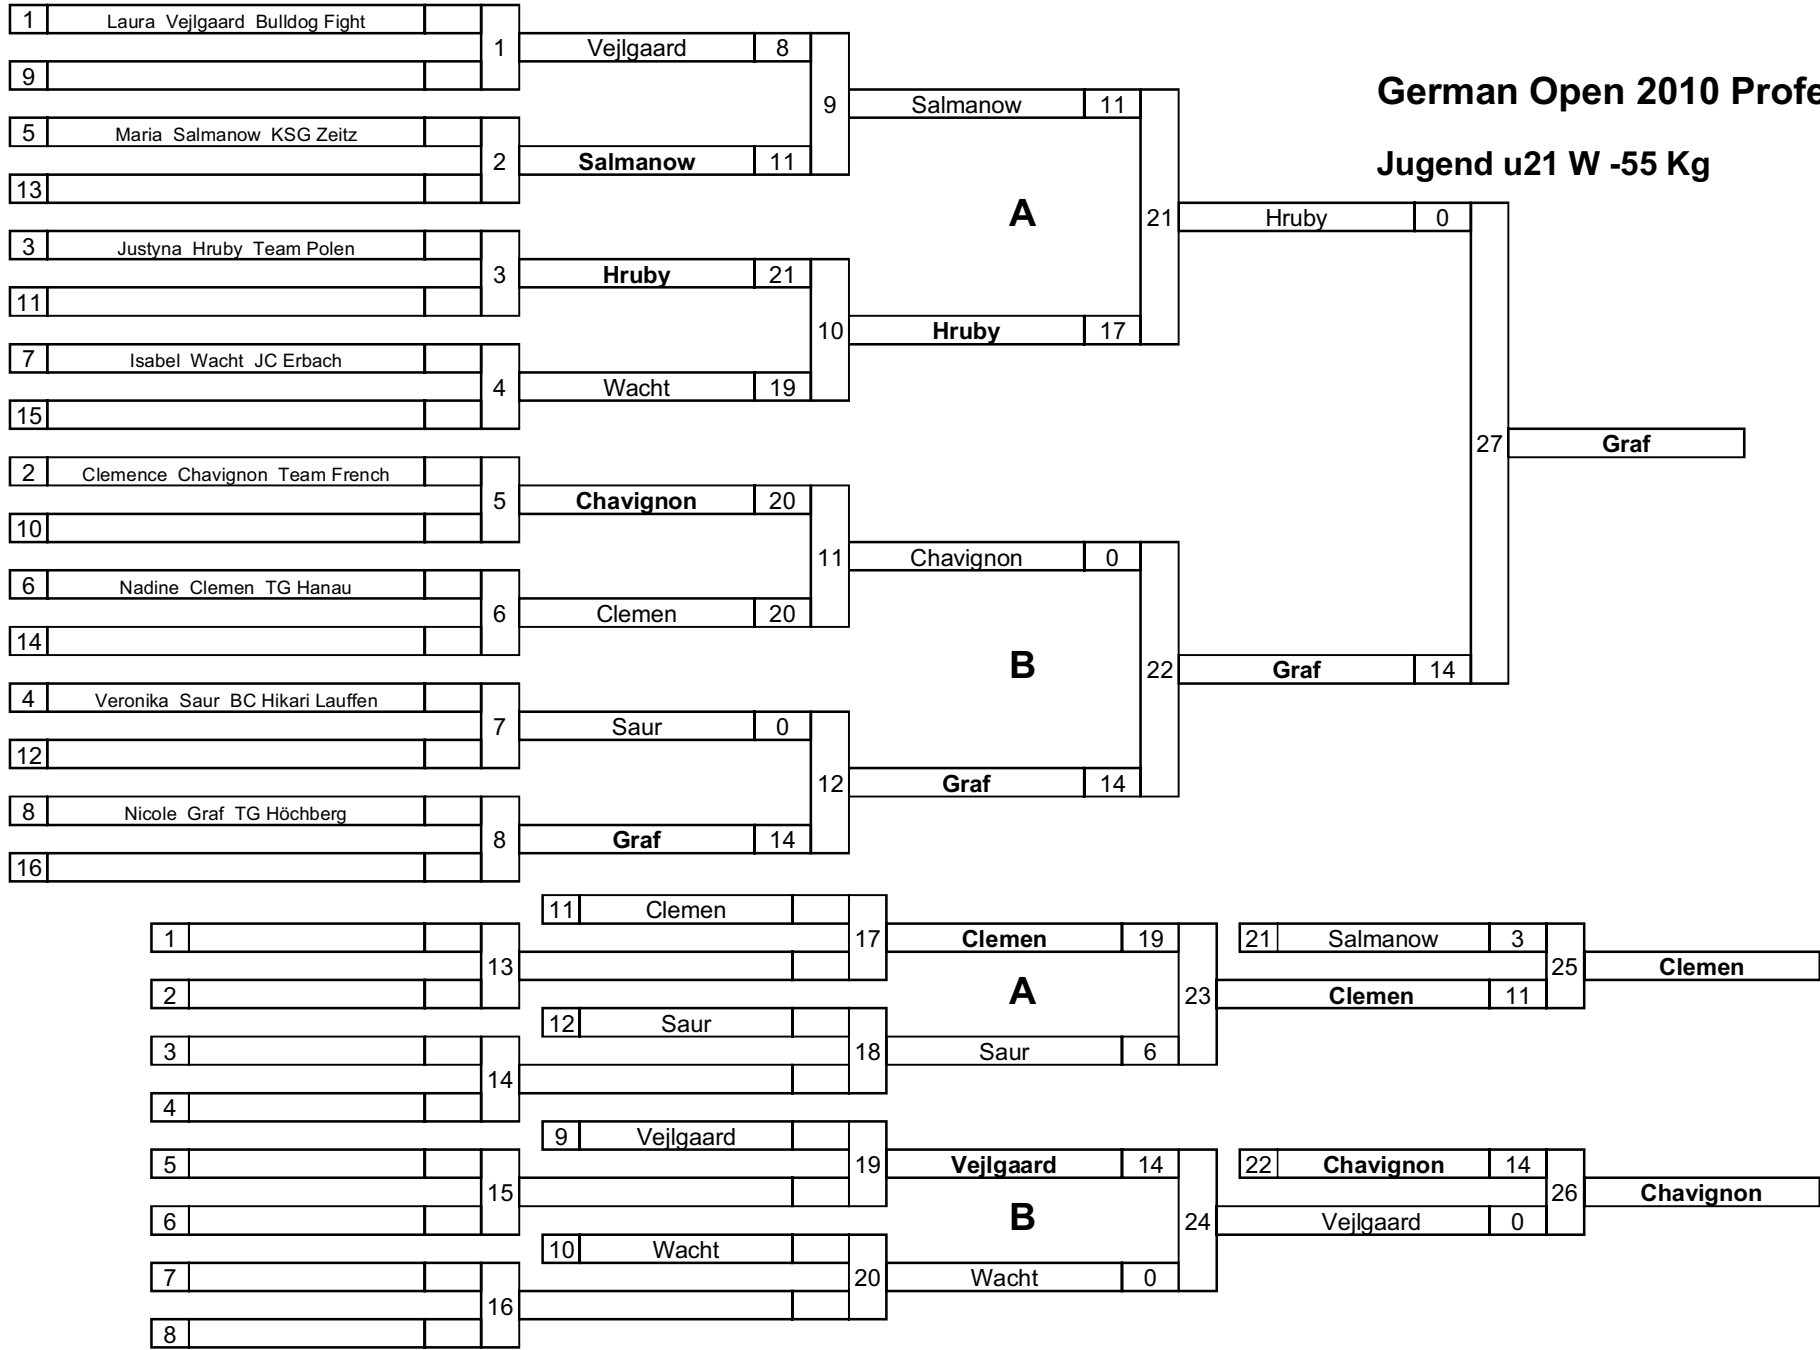 German Open 2010 Profe
Jugend u21 W -55 Kg
1 Laura Vejlgaard Bulldog Fight
9
1
5 Maria Salmanow KSG Zeitz
13
2
3 Justyna Hruby Team Polen
11
3
7 Isabel Wacht JC Erbach
15
4
2 Clemence Chavignon Team French
10
5
6 Nadine Clemen TG Hanau
14
6
4 Veronika Saur BC Hikari Lauffen
12
7
8 Nicole Graf TG Höchberg
16
8
Vejlgaard 8
Salmanow 11
9
Hruby 21
Wacht 19
10
Chavignon 20
Clemen 20
11
Saur 0
Graf 14
12
Salmanow 11
A
Hruby 17
21
Chavignon 0
B
Graf 14
22
Hruby 0
Graf 14
27
Graf
1
2
13
3
4
14
5
6
15
7
8
16
11 Clemen
17
12 Saur
18
9 Vejlgaard
19
10 Wacht
20
Clemen 19
A
Saur 6
23
Vejlgaard 14
B
Wacht 0
24
21 Salmanow 3
Clemen 11
25
Clemen
22 Chavignon 14
Vejlgaard 0
26
Chavignon